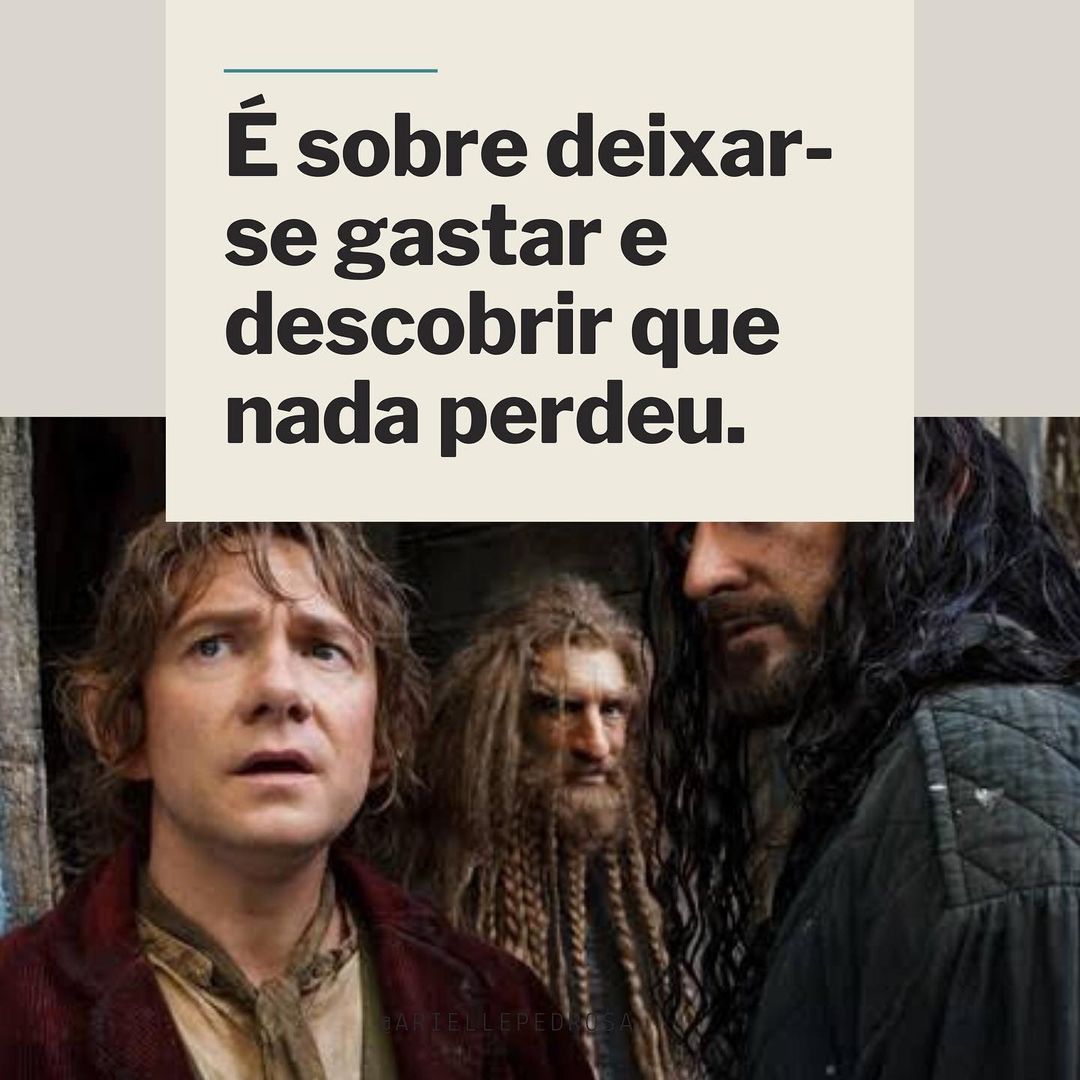 É sobre deixar-
se gastar e
descobrir que
nada perdeu.
@ARIELLEPEDROSA